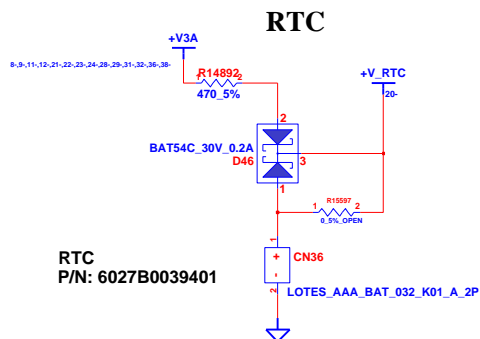 RTC
+V3A
8-,9-,11-,12-,21-,22-,23-,24-,28-,29-,31-,32-,36-,38-
R14892
1
2
470_5%
+V_RTC
20-
2
BAT54C_30V_0.2A
D46
3
1
R15597
1
2
0_5%_OPEN
1
+
CN36
-
2
LOTES_AAA_BAT_032_K01_A_2P
RTC
P/N: 6027B0039401